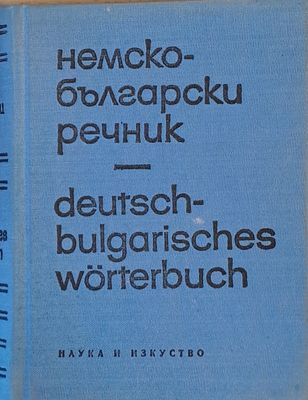 немско-
български
речник
deutsch-
bulgarisches
wörterbuch
НАУКА И ИЗКУСТВО